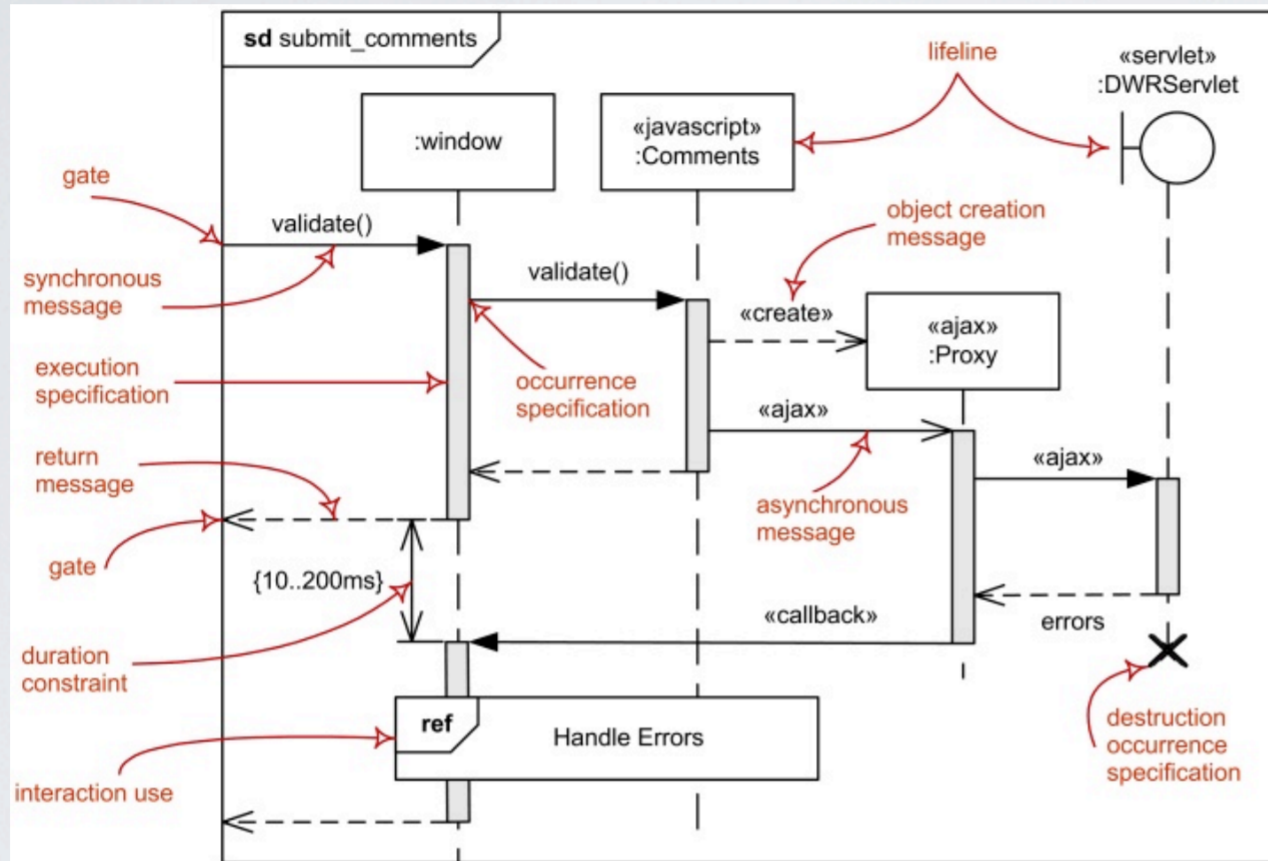 sd submit_comments
lifeline
«servlet»
:DWRServlet
:window
«javascript»
:Comments
gate
validate()
object creation
message
synchronous
message
validate()
«create»
«ajax»
:Proxy
execution
specification
occurrence
specification
«ajax»
return
message
«ajax»
asynchronous
message
gate
{10..200ms}
«callback»
errors
duration
constraint
ref
Handle Errors
destruction
occurrence
specification
interaction use